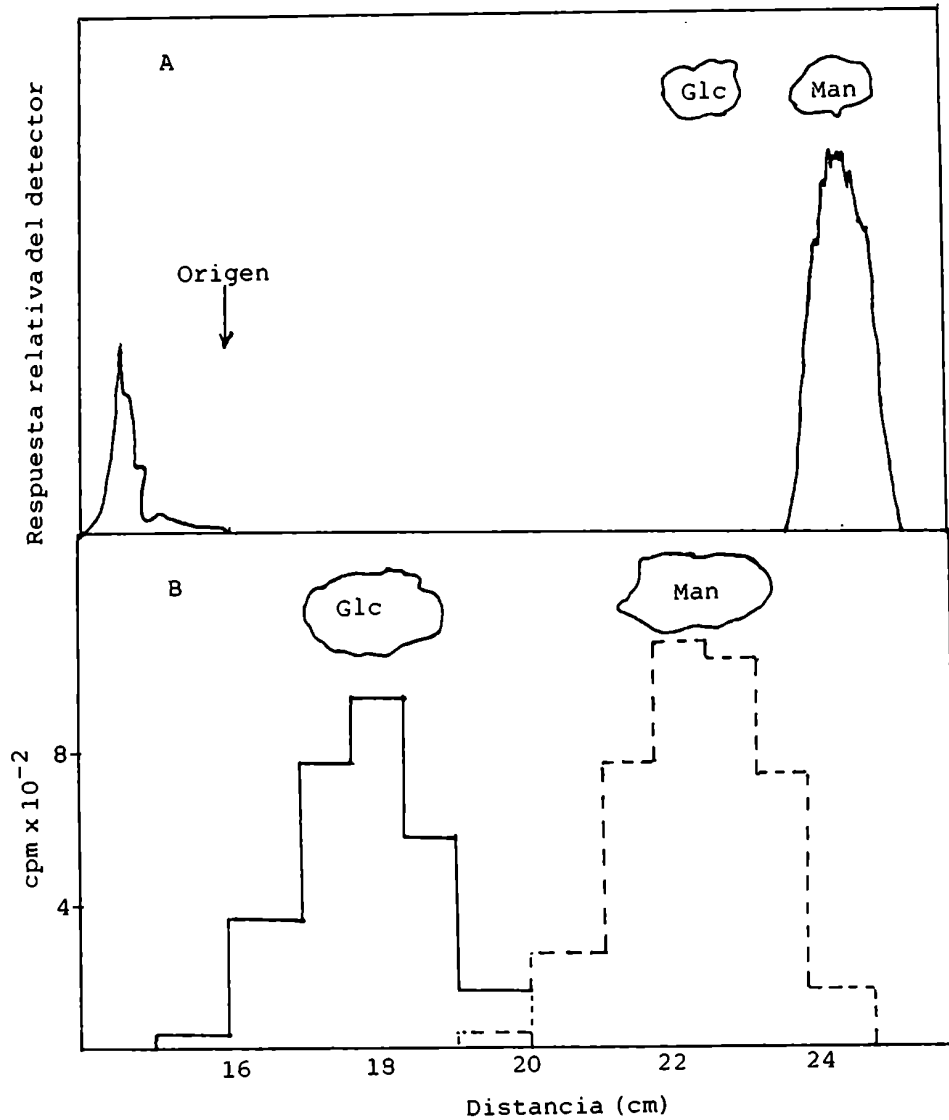 A
Glc
Man
Origen
Respuesta relativa del detector
B
Glc
Man
8
4
cpm x 10⁻²
16 18 20 22 24
Distancia (cm)